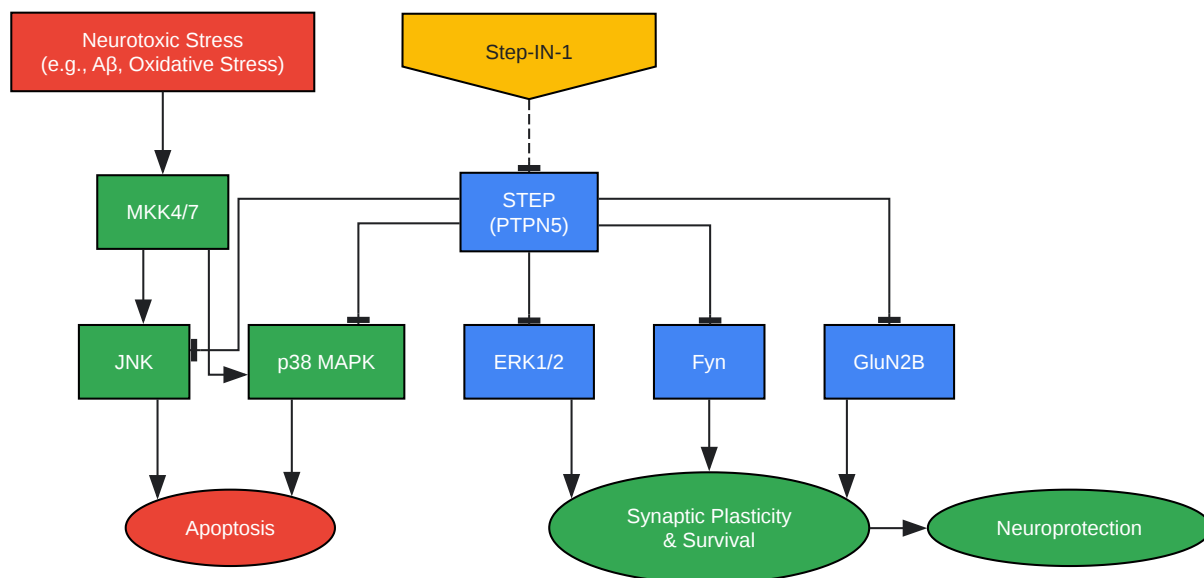 Neurotoxic Stress
(e.g., Aβ, Oxidative Stress)
Step-IN-1
MKK4/7
STEP
(PTPN5)
JNK
p38 MAPK
ERK1/2
Fyn
GluN2B
Apoptosis
Synaptic Plasticity
& Survival
Neuroprotection